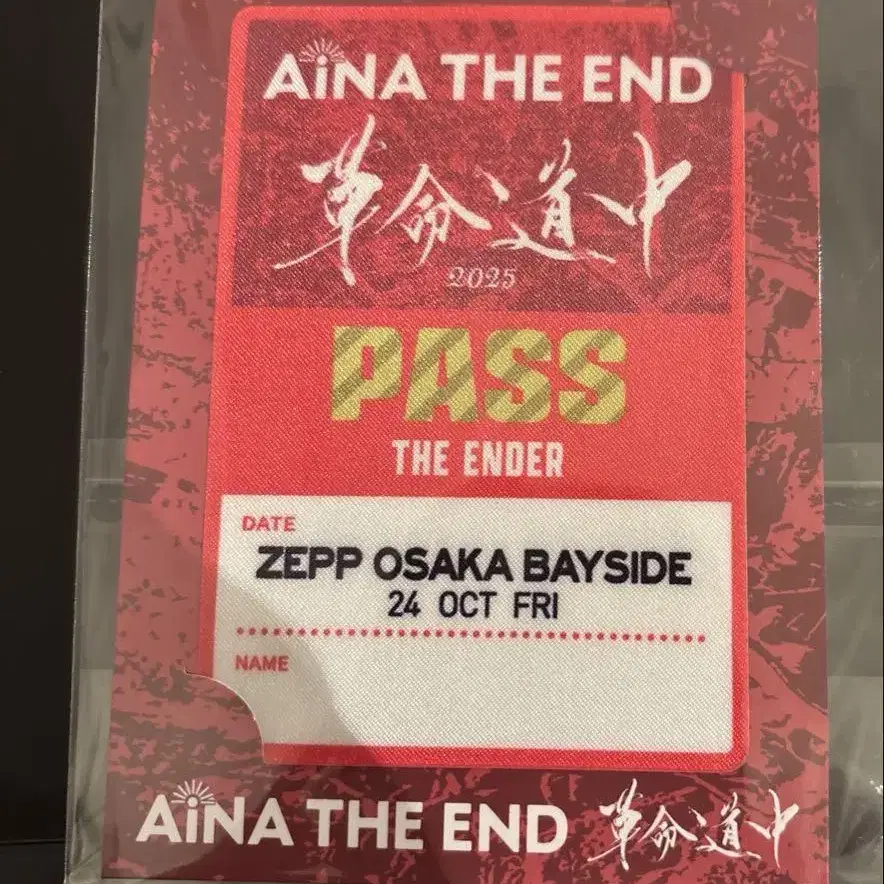 AiNA THE END
革命道中
2025
PASS
THE ENDER
DATE
ZEPP OSAKA BAYSIDE
24 OCT FRI
NAME
AiNA THE END 革命道中